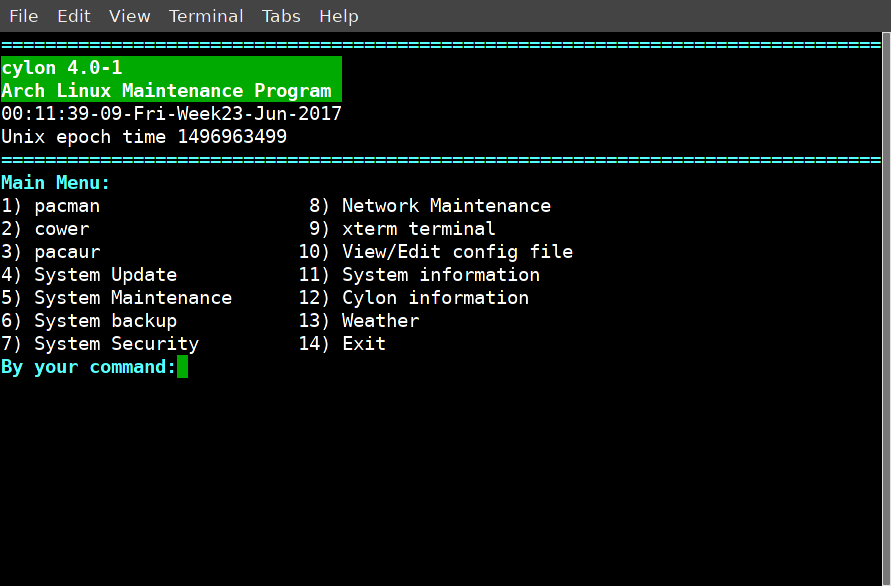 File Edit View Terminal Tabs Help
================================================================================
cylon 4.0-1
Arch Linux Maintenance Program
00:11:39-09-Fri-Week23-Jun-2017
Unix epoch time 1496963499
================================================================================
Main Menu:
1) pacman                   8) Network Maintenance
2) cower                    9) xterm terminal
3) pacaur                  10) View/Edit config file
4) System Update           11) System information
5) System Maintenance      12) Cylon information
6) System backup           13) Weather
7) System Security         14) Exit
By your command: